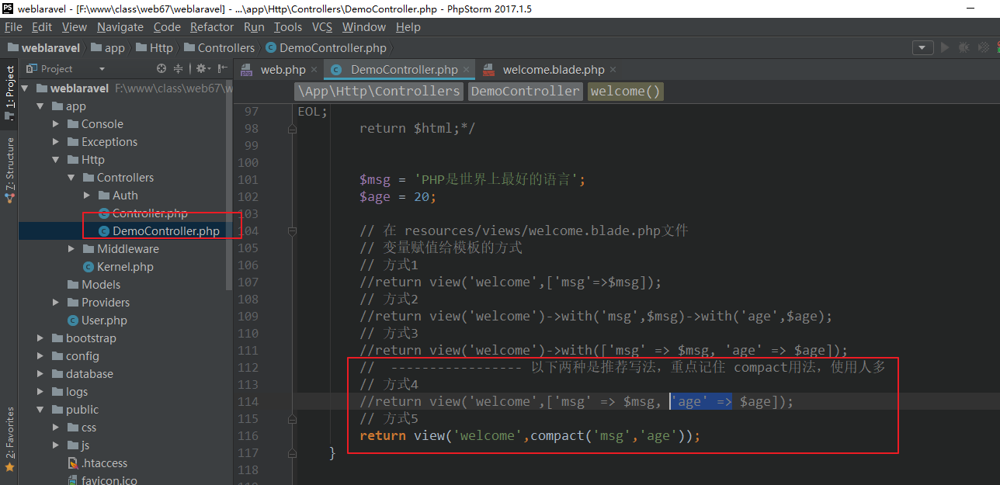 weblaravel - [F:\www\class\web67\weblaravel] - ...\app\Http\Controllers\DemoController.php - PhpStorm 2017.1.5
File Edit View Navigate Code Refactor Run Tools VCS Window Help
weblaravel app Http Controllers DemoController.php
1: Project
7: Structure
2: Favorites
Project
weblaravel F:\www\class\web67\w
app
Console
Exceptions
Http
Controllers
Auth
Controller.php
DemoController.php
Middleware
Kernel.php
Models
Providers
User.php
bootstrap
config
database
logs
public
css
js
.htaccess
favicon.ico
web.php DemoController.php welcome.blade.php
\App\Http\Controllers DemoController welcome()
97 EOL;
98 return $html;*/
99
100
101 $msg = 'PHP是世界上最好的语言';
102 $age = 20;
103
104 // 在 resources/views/welcome.blade.php文件
105 // 变量赋值给模板的方式
106 // 方式1
107 //return view('welcome',['msg'=>$msg]);
108 // 方式2
109 //return view('welcome')->with('msg',$msg)->with('age',$age);
110 // 方式3
111 //return view('welcome')->with(['msg' => $msg, 'age' => $age]);
112 // ----------------- 以下两种是推荐写法，重点记住 compact用法，使用人多
113 // 方式4
114 //return view('welcome',['msg' => $msg, 'age' => $age]);
115 // 方式5
116 return view('welcome',compact('msg','age'));
117 }
118